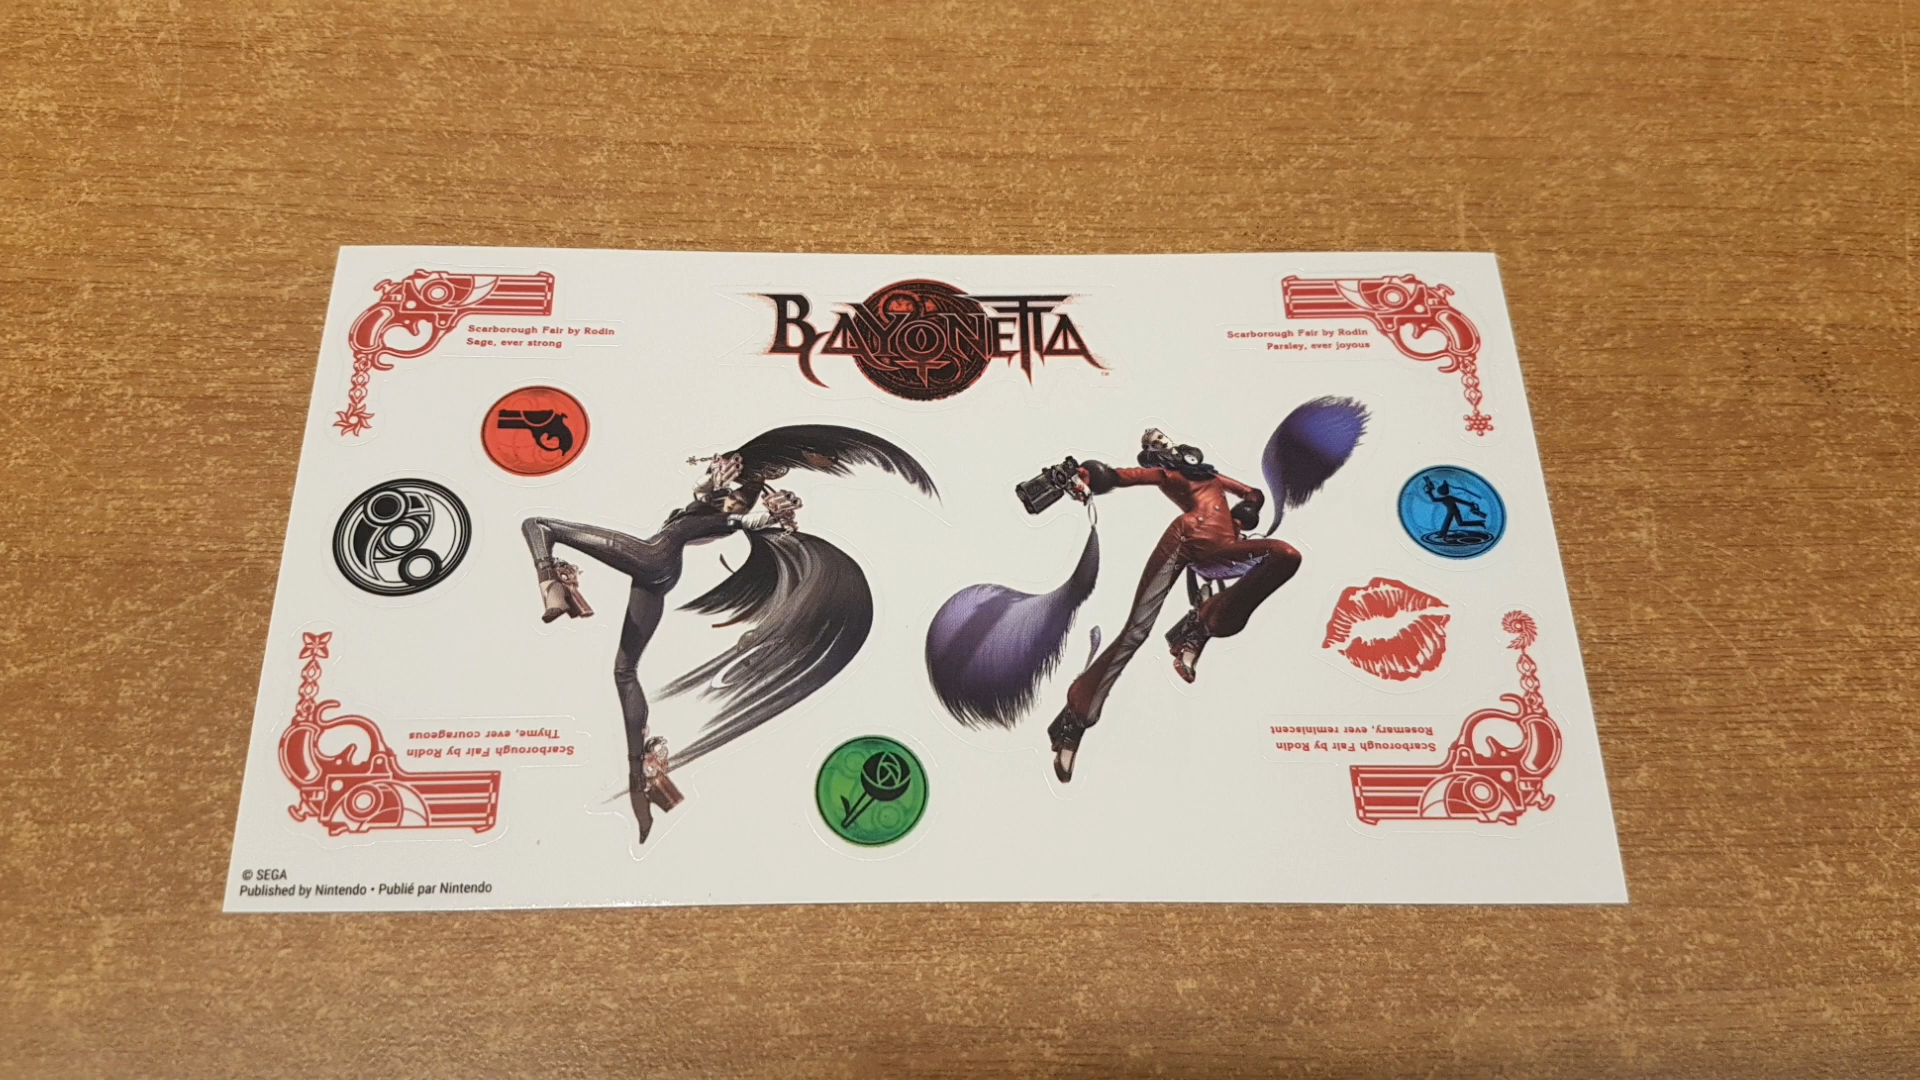 BAYONETTA
™
Scarborough Fair by Rodin
Sage, ever strong
Scarborough Fair by Rodin
Parsley, ever joyous
Scarborough Fair by Rodin
Thyme, ever courageous
Scarborough Fair by Rodin
Rosemary, ever reminiscent
© SEGA
Published by Nintendo • Publié par Nintendo